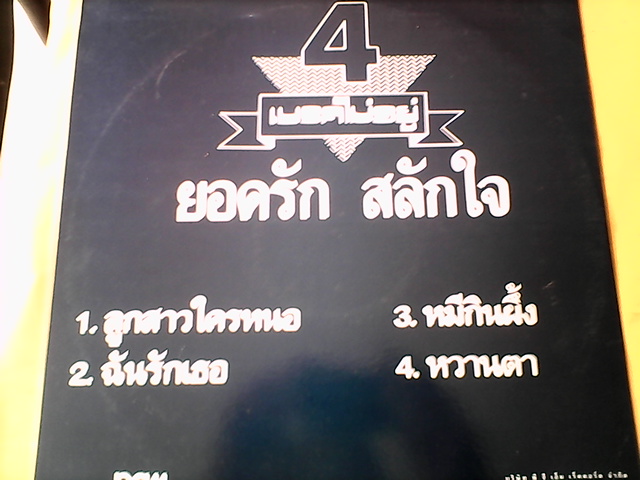 4
เบรคไม่อยู่
ยอดรัก สลักใจ
1. ลูกสาวใครหนอ
2. ฉันรักเธอ
3. หมีกินผึ้ง
4. หวานตา